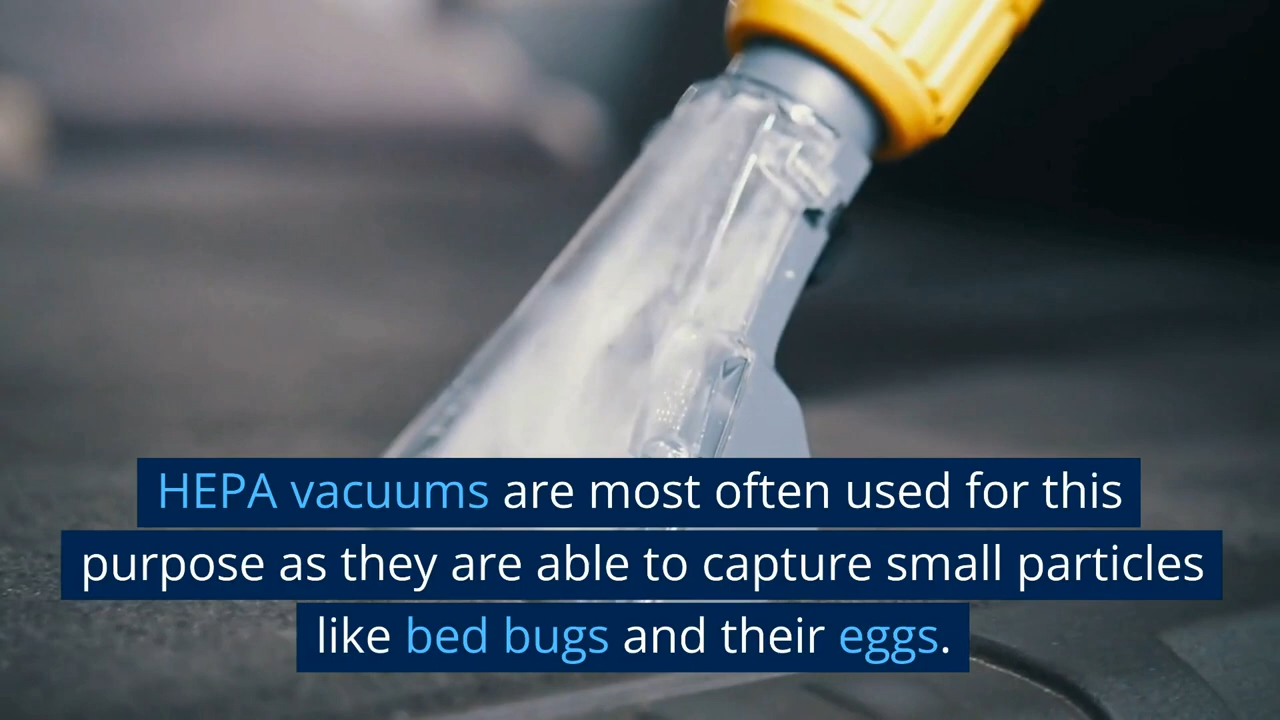 HEPA vacuums are most often used for this
purpose as they are able to capture small particles
like bed bugs and their eggs.